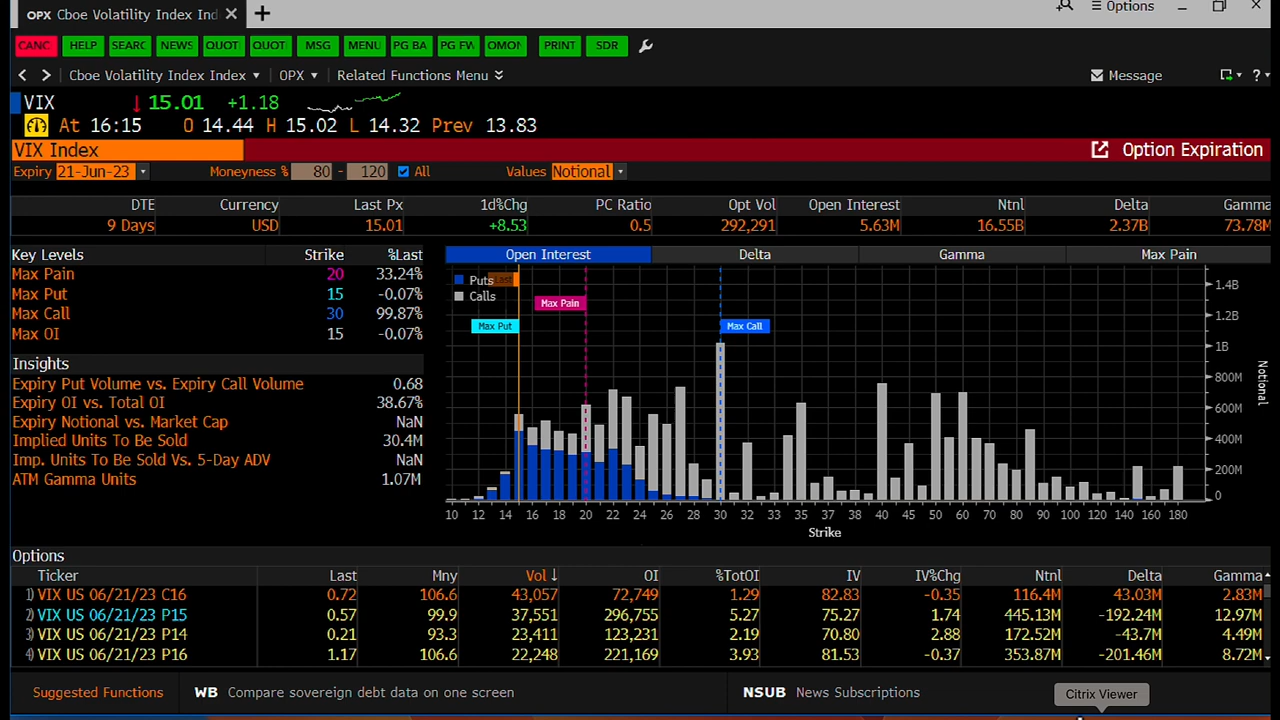 OPX Cboe Volatility Index Ind
Options
CANC HELP SEARC NEWS QUOT QUOT MSG MENU PG BA PG FW OMON PRINT SDR
Cboe Volatility Index Index OPX Related Functions Menu Message ?
VIX 15.01 +1.18
At 16:15 O 14.44 H 15.02 L 14.32 Prev 13.83
VIX Index Option Expiration
Expiry 21-Jun-23 Moneyness % 80 - 120 All Values Notional
DTE Currency Last Px 1d%Chg PC Ratio Opt Vol Open Interest Ntnl Delta Gamma
9 Days USD 15.01 +8.53 0.5 292,291 5.63M 16.55B 2.37B 73.78M
Key Levels Strike %Last
Max Pain 20 33.24%
Max Put 15 -0.07%
Max Call 30 99.87%
Max OI 15 -0.07%
Insights
Expiry Put Volume vs. Expiry Call Volume 0.68
Expiry OI vs. Total OI 38.67%
Expiry Notional vs. Market Cap NaN
Implied Units To Be Sold 30.4M
Imp. Units To Be Sold Vs. 5-Day ADV NaN
ATM Gamma Units 1.07M
Open Interest Delta Gamma Max Pain
Puts Last
Calls
Max Pain
Max Put
Max Call
1.4B
1.2B
1B
800M
600M
400M
200M
0
Notional
10 12 14 16 18 20 22 24 26 28 30 32 33 35 37 38 40 45 50 60 70 80 90 100 120 140 160 180
Strike
Options
Ticker Last Mny Vol↓ OI %TotOI IV IV%Chg Ntnl Delta Gamma
1) VIX US 06/21/23 C16 0.72 106.6 43,057 72,749 1.29 82.83 -0.35 116.4M 43.03M 2.83M
2) VIX US 06/21/23 P15 0.57 99.9 37,551 296,755 5.27 75.27 1.74 445.13M -192.24M 12.97M
3) VIX US 06/21/23 P14 0.21 93.3 23,411 123,231 2.19 70.80 2.88 172.52M -43.7M 4.49M
4) VIX US 06/21/23 P16 1.17 106.6 22,248 221,169 3.93 81.53 -0.37 353.87M -201.46M 8.72M
Suggested Functions WB Compare sovereign debt data on one screen NSUB News Subscriptions
Citrix Viewer